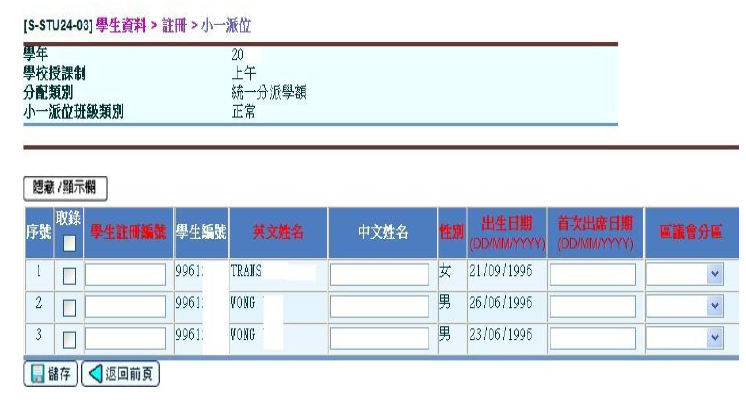 [S-STU24-03] 學生資料 > 註冊 > 小一派位
學年 20
學校授課制 上午
分配類別 統一分派學額
小一派位班級類別 正常
隱藏 /顯示欄
序號 取錄 學生註冊編號 學生編號 英文姓名 中文姓名 性別 出生日期 (DD/MM/YYYY) 首次出席日期 (DD/MM/YYYY) 區議會分區
1 9961 TRANS 女 21/09/1996
2 9961 WONG 男 26/06/1996
3 9961 WONG 男 23/06/1996
儲存 返回前頁